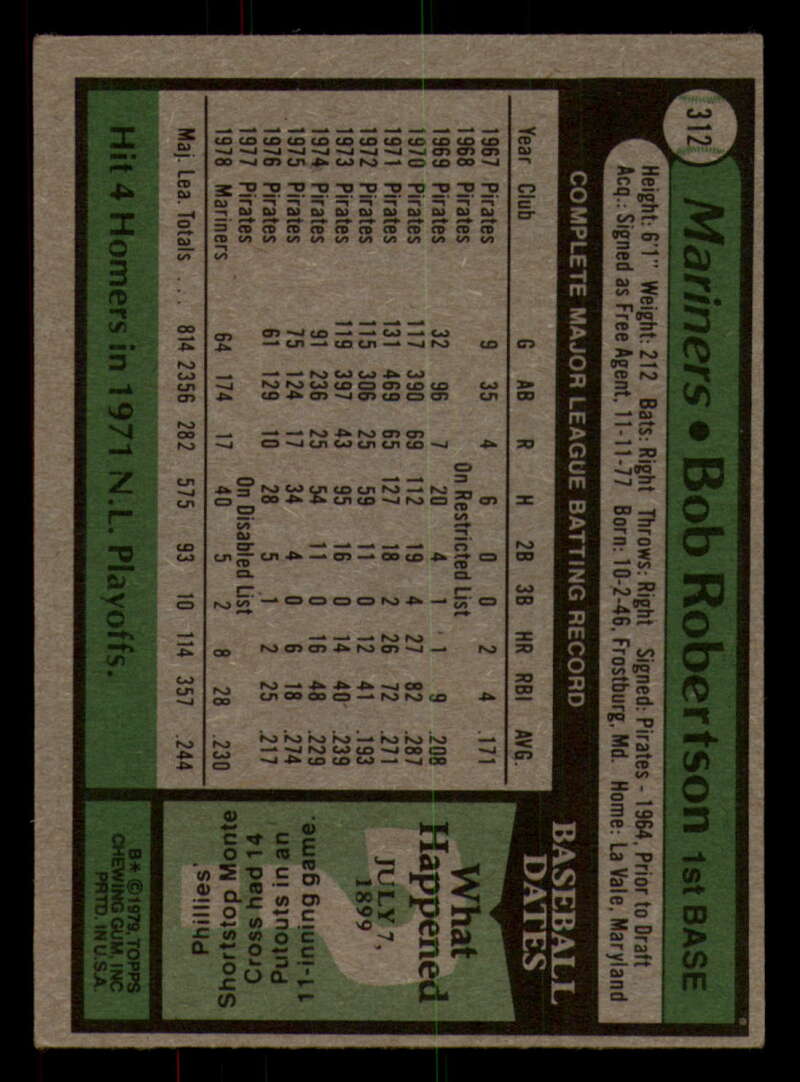 312
Mariners • Bob Robertson 1st BASE
Height: 6'1" Weight: 212 Bats: Right Throws: Right Signed: Pirates - 1964, Prior to Draft
Acq.: Signed as Free Agent, 11-11-77 Born: 10-2-46, Frostburg, Md. Home: La Vale, Maryland
COMPLETE MAJOR LEAGUE BATTING RECORD
Year Club G AB R H 2B 3B HR RBI AVG.
1967 Pirates 9 35 4 6 0 0 2 4 .171
1968 Pirates On Restricted List
1969 Pirates 32 96 7 20 4 1 1 9 .208
1970 Pirates 117 390 69 112 19 4 27 82 .287
1971 Pirates 131 469 65 127 18 2 26 72 .271
1972 Pirates 115 306 25 59 11 0 12 41 .193
1973 Pirates 119 397 43 95 16 0 14 40 .239
1974 Pirates 91 236 25 54 11 0 16 48 .229
1975 Pirates 75 124 17 34 4 0 6 18 .274
1976 Pirates 61 129 10 28 5 1 2 25 .217
1977 Pirates On Disabled List
1978 Mariners 64 174 17 40 5 2 8 28 .230
Maj. Lea. Totals ... 814 2356 282 575 93 10 114 357 .244
Hit 4 Homers in 1971 N.L. Playoffs.
BASEBALL
DATES
What
Happened
JULY 7,
1899
Phillies'
Shortstop Monte
Cross had 14
Putouts in an
11-inning game.
B* ©1979, TOPPS
CHEWING GUM, INC
PRTD. IN U.S.A.